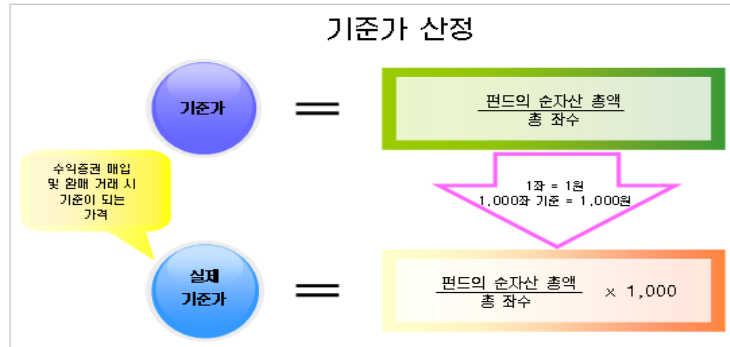 기준가 산정
기준가
=
펀드의 순자산 총액
총 좌수
1좌 = 1원
1,000좌 기준 = 1,000원
수익증권 매입
및 환매 거래 시
기준이 되는
가격
실제
기준가
=
펀드의 순자산 총액
총 좌수
× 1,000